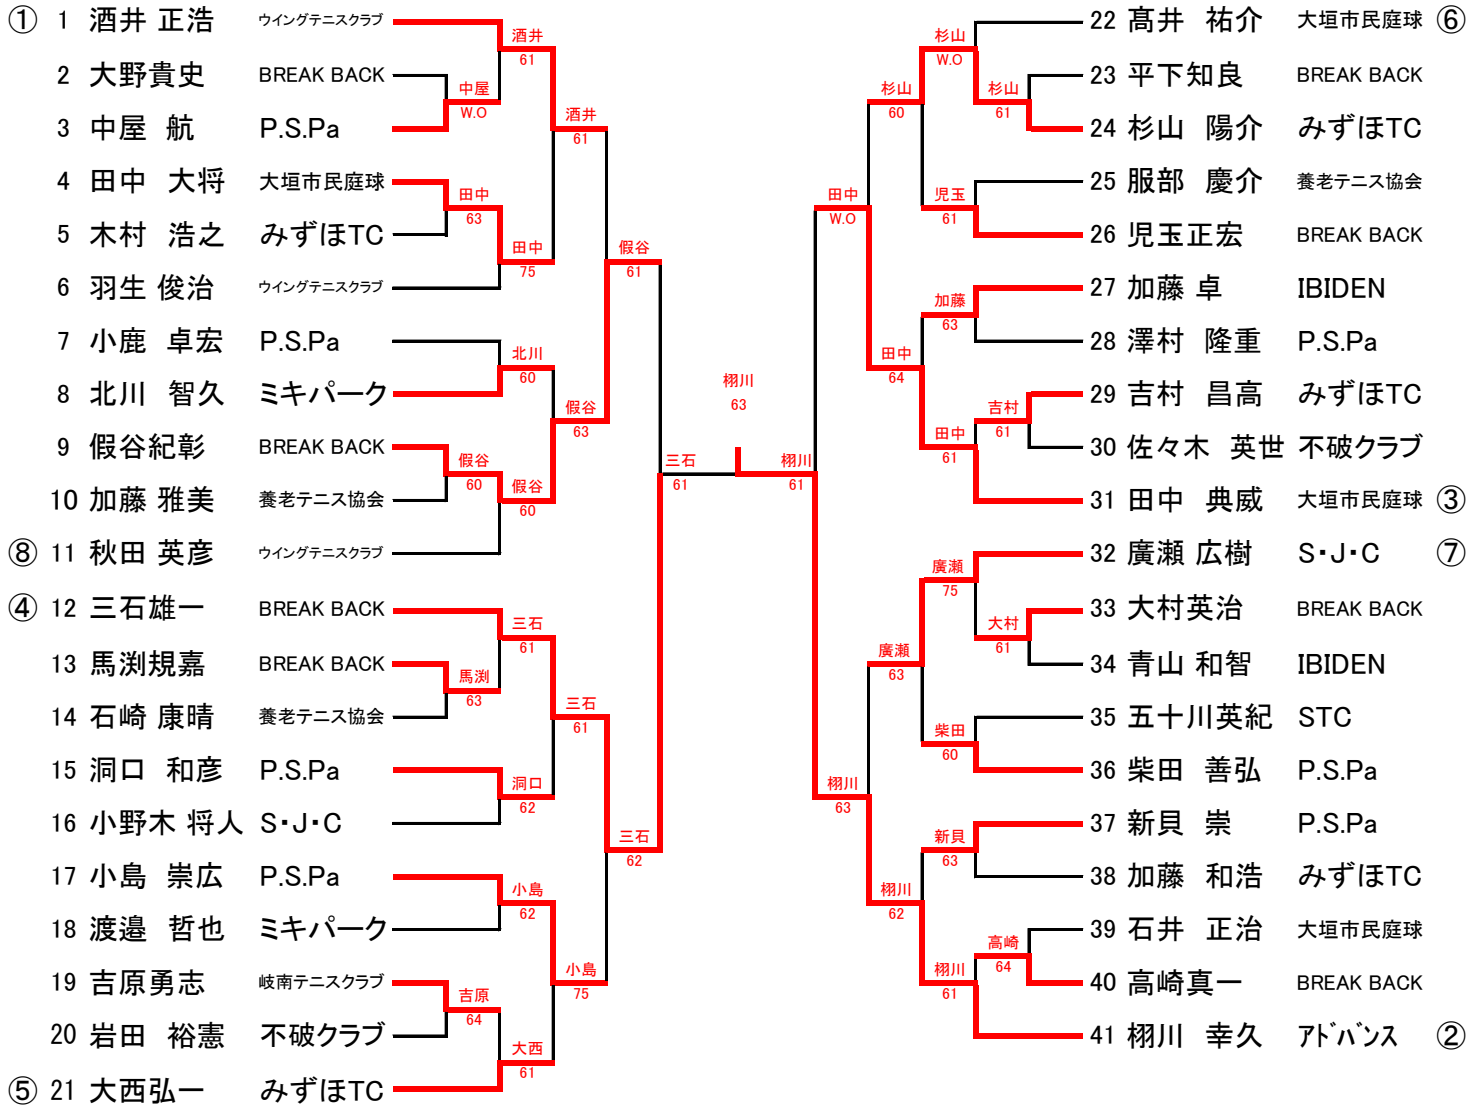 ① 1 酒井 正浩 ウイングテニスクラブ
2 大野貴史 BREAK BACK
3 中屋 航 P.S.Pa
4 田中 大将 大垣市民庭球
5 木村 浩之 みずほTC
6 羽生 俊治 ウイングテニスクラブ
7 小鹿 卓宏 P.S.Pa
8 北川 智久 ミキパーク
9 假谷紀彰 BREAK BACK
10 加藤 雅美 養老テニス協会
⑧ 11 秋田 英彦 ウイングテニスクラブ
④ 12 三石雄一 BREAK BACK
13 馬渕規嘉 BREAK BACK
14 石崎 康晴 養老テニス協会
15 洞口 和彦 P.S.Pa
16 小野木 将人 S・J・C
17 小島 崇広 P.S.Pa
18 渡邉 哲也 ミキパーク
19 吉原勇志 岐南テニスクラブ
20 岩田 裕憲 不破クラブ
⑤ 21 大西弘一 みずほTC
中屋
W.O
田中
63
假谷
60
馬渕
63
吉原
64
酒井
61
田中
75
北川
60
假谷
60
三石
61
洞口
62
小島
62
大西
61
酒井
61
假谷
63
三石
61
小島
75
假谷
61
三石
62
三石
61
栩川
63
栩川
61
田中
W.O
栩川
63
杉山
60
田中
64
廣瀬
63
栩川
62
杉山
W.O
児玉
61
加藤
63
田中
61
廣瀬
75
柴田
60
新貝
63
栩川
61
杉山
61
吉村
61
大村
61
高崎
64
22 髙井 祐介 大垣市民庭球 ⑥
23 平下知良 BREAK BACK
24 杉山 陽介 みずほTC
25 服部 慶介 養老テニス協会
26 児玉正宏 BREAK BACK
27 加藤 卓 IBIDEN
28 澤村 隆重 P.S.Pa
29 吉村 昌高 みずほTC
30 佐々木 英世 不破クラブ
31 田中 典威 大垣市民庭球 ③
32 廣瀬 広樹 S・J・C ⑦
33 大村英治 BREAK BACK
34 青山 和智 IBIDEN
35 五十川英紀 STC
36 柴田 善弘 P.S.Pa
37 新貝 崇 P.S.Pa
38 加藤 和浩 みずほTC
39 石井 正治 大垣市民庭球
40 高崎真一 BREAK BACK
41 栩川 幸久 アドバンス ②